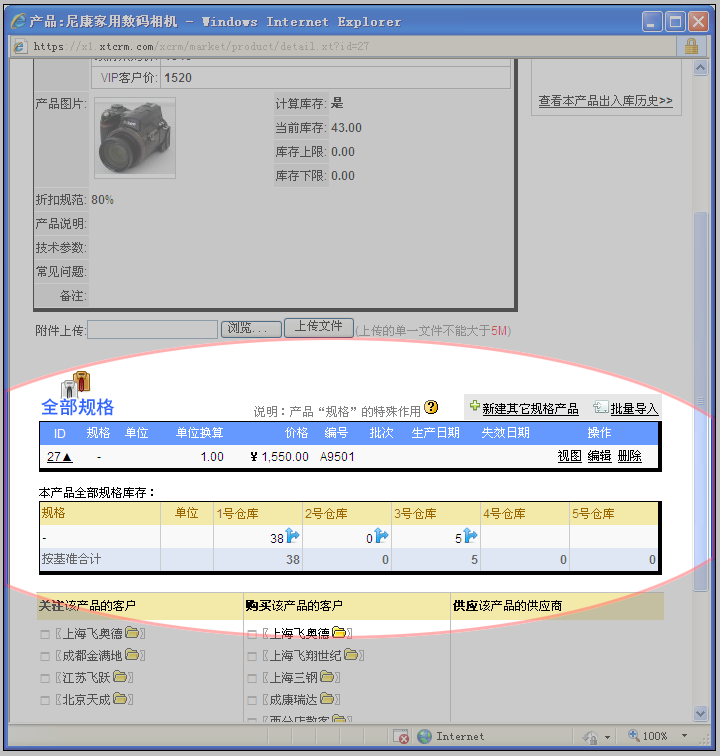 产品:尼康家用数码相机 - Windows Internet Explorer
https://x1.xtcrm.com/xcrm/market/product/detail.xt?id=27
VIP客户价: 1520
查看本产品出入库历史>>
产品图片:
计算库存: 是
当前库存: 43.00
库存上限: 0.00
库存下限: 0.00
折扣规范: 80%
产品说明:
技术参数:
常见问题:
备注:
附件上传: 浏览... 上传文件 (上传的单一文件不能大于5M)
全部规格
说明：产品“规格”的特殊作用 ? 新建其它规格产品 批量导入
ID 规格 单位 单位换算 价格 编号 批次 生产日期 失效日期 操作
27▲ - 1.00 ¥ 1,550.00 A9501 视图 编辑 删除
本产品全部规格库存：
规格 单位 1号仓库 2号仓库 3号仓库 4号仓库 5号仓库
- 38 0 5
按基准合计 38 0 5 0 0
关注该产品的客户 购买该产品的客户 供应该产品的供应商
〖上海飞奥德〗 〖上海飞奥德〗
〖成都金满地〗 〖上海飞翔世纪〗
〖江苏飞跃〗 〖上海三钢〗
〖北京天成〗 〖成康瑞达〗
Internet 100%